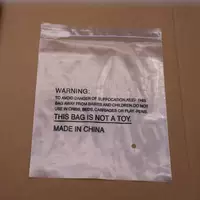 WARNING:
TO AVOID DANGER OF SUFFOCATION KEEP THIS
BAG AWAY FROM BABIES AND CHILDREN DO NOT
USE IN CRIBS, BEDS, CARRIAGES OR PLAY-PENS.
THIS BAG IS NOT A TOY.
MADE IN CHINA